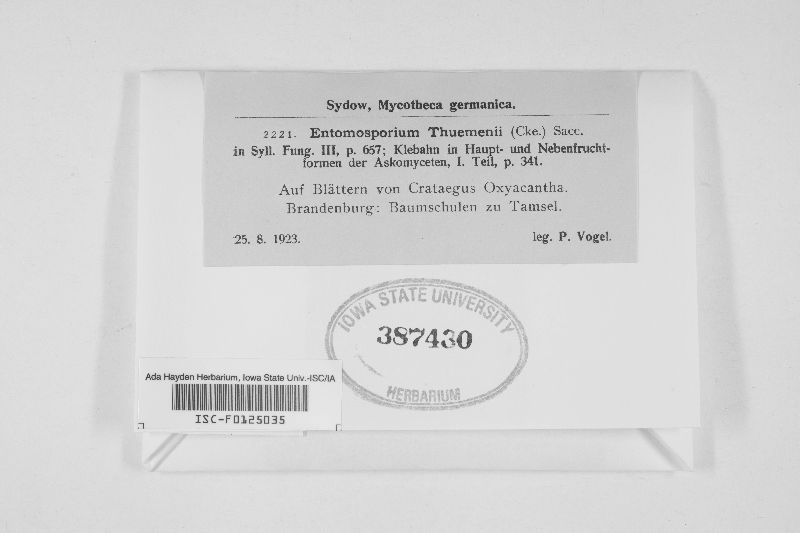 Sydow, Mycotheca germanica.
2221. Entomosporium Thuemenii (Cke.) Sacc.
in Syll. Fung. III, p. 657; Klebahn in Haupt- und Nebenfrucht-
formen der Askomyceten, I. Teil, p. 341.
Auf Blättern von Crataegus Oxyacantha.
Brandenburg: Baumschulen zu Tamsel.
25. 8. 1923. leg. P. Vogel.
IOWA STATE UNIVERSITY
387430
HERBARIUM
Ada Hayden Herbarium, Iowa State Univ.-ISC/IA
ISC-F0125035